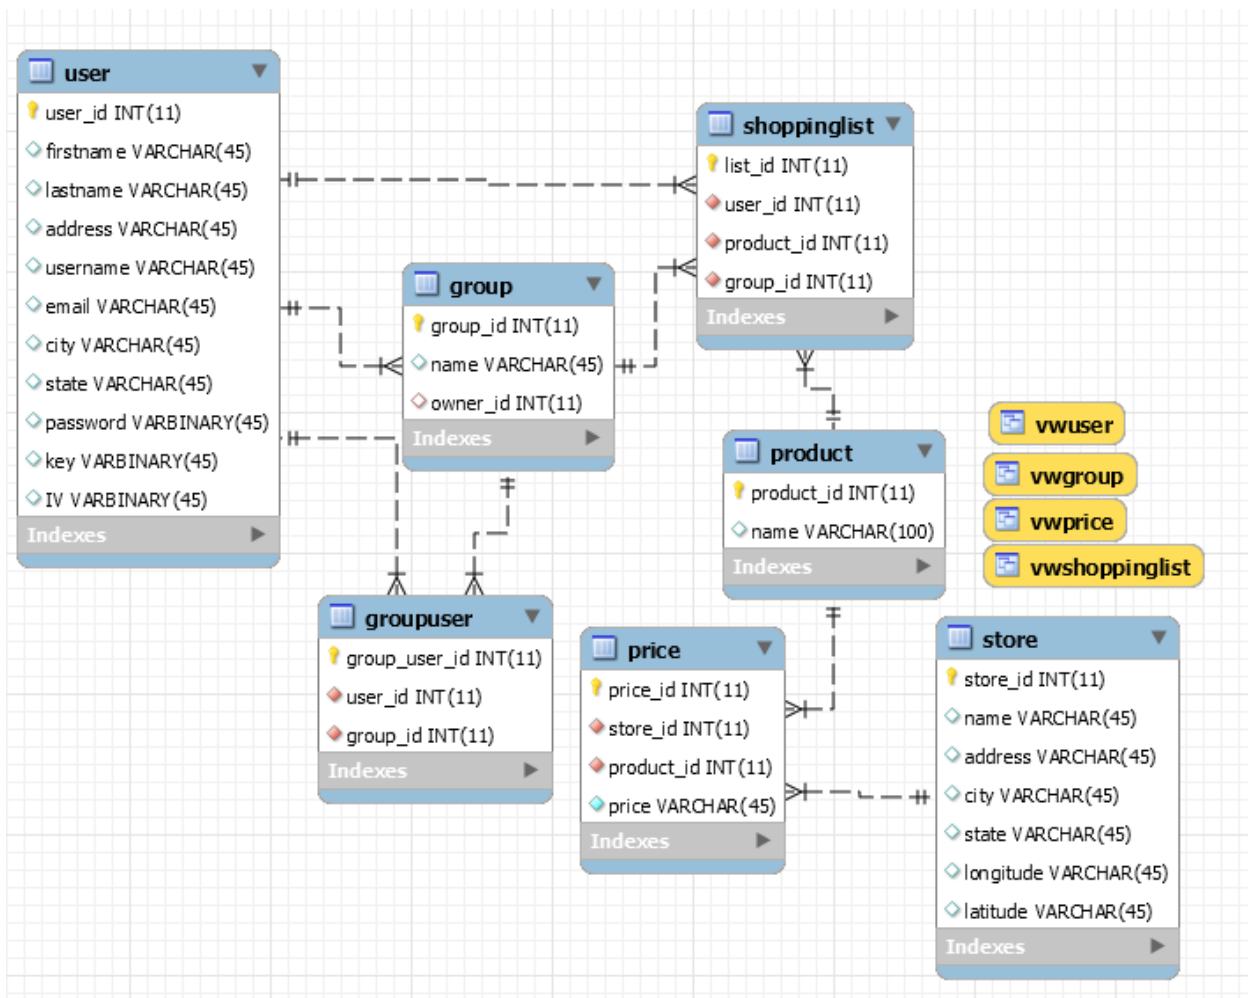 user
user_id INT(11)
firstname VARCHAR(45)
lastname VARCHAR(45)
address VARCHAR(45)
username VARCHAR(45)
email VARCHAR(45)
city VARCHAR(45)
state VARCHAR(45)
password VARBINARY(45)
key VARBINARY(45)
IV VARBINARY(45)
Indexes
shoppinglist
list_id INT(11)
user_id INT(11)
product_id INT(11)
group_id INT(11)
Indexes
group
group_id INT(11)
name VARCHAR(45)
owner_id INT(11)
Indexes
product
product_id INT(11)
name VARCHAR(100)
Indexes
vwuser
vwgroup
vwprice
vwshoppinglist
groupuser
group_user_id INT(11)
user_id INT(11)
group_id INT(11)
Indexes
price
price_id INT(11)
store_id INT(11)
product_id INT(11)
price VARCHAR(45)
Indexes
store
store_id INT(11)
name VARCHAR(45)
address VARCHAR(45)
city VARCHAR(45)
state VARCHAR(45)
longitude VARCHAR(45)
latitude VARCHAR(45)
Indexes